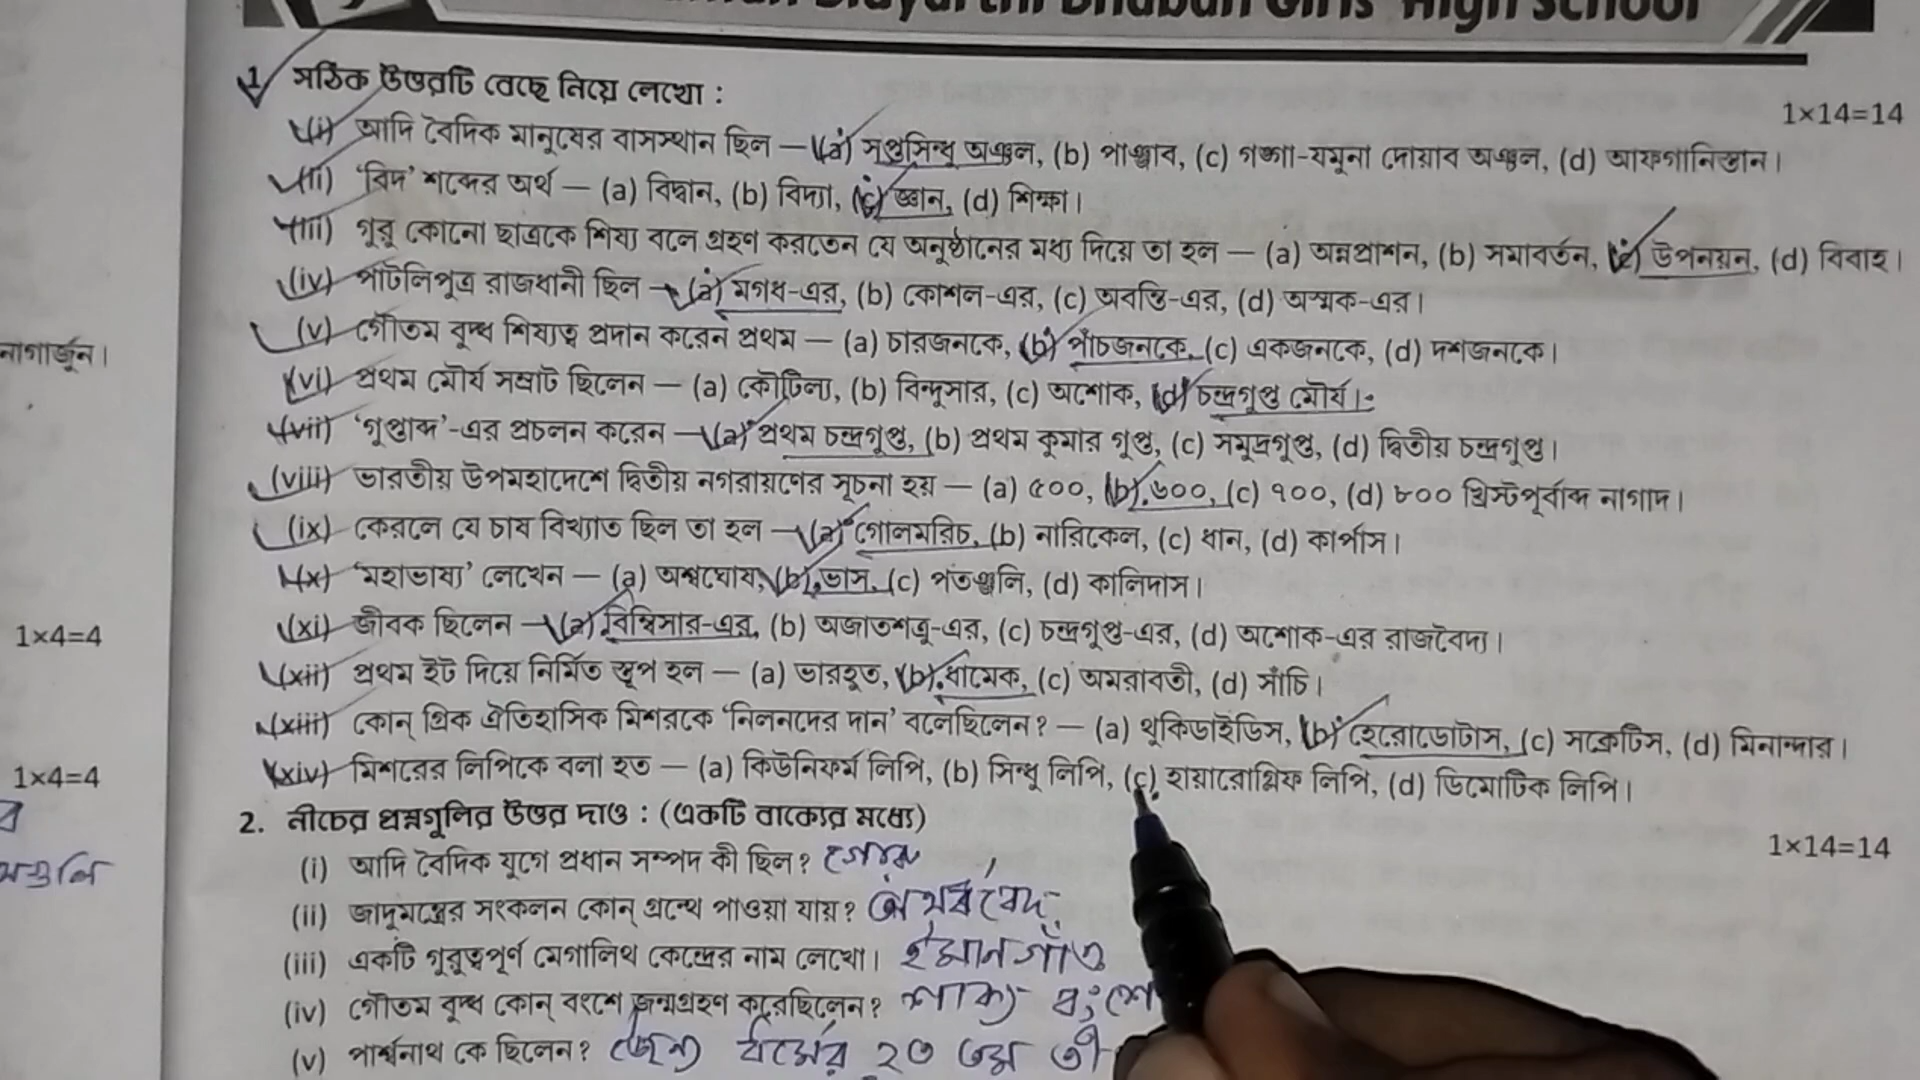 Bidyarthi Bhaban Girls' High School
1. সঠিক উত্তরটি বেছে নিয়ে লেখো :
1×14=14
(i) আদি বৈদিক মানুষের বাসস্থান ছিল — (a) সপ্তসিন্ধু অঞ্চল, (b) পাঞ্জাব, (c) গঙ্গা-যমুনা দোয়াব অঞ্চল, (d) আফগানিস্তান।
(ii) ‘বিদ’ শব্দের অর্থ — (a) বিদ্বান, (b) বিদ্যা, (c) জ্ঞান, (d) শিক্ষা।
(iii) গুরু কোনো ছাত্রকে শিষ্য বলে গ্রহণ করতেন যে অনুষ্ঠানের মধ্য দিয়ে তা হল — (a) অন্নপ্রাশন, (b) সমাবর্তন, (c) উপনয়ন, (d) বিবাহ।
(iv) পাটলিপুত্র রাজধানী ছিল — (a) মগধ-এর, (b) কোশল-এর, (c) অবন্তি-এর, (d) অস্মক-এর।
(v) গৌতম বুদ্ধ শিষ্যত্ব প্রদান করেন প্রথম — (a) চারজনকে, (b) পাঁচজনকে, (c) একজনকে, (d) দশজনকে।
নাগার্জুন।
(vi) প্রথম মৌর্য সম্রাট ছিলেন — (a) কৌটিল্য, (b) বিন্দুসার, (c) অশোক, (d) চন্দ্রগুপ্ত মৌর্য।
(vii) ‘গুপ্তাব্দ’-এর প্রচলন করেন — (a) প্রথম চন্দ্রগুপ্ত, (b) প্রথম কুমার গুপ্ত, (c) সমুদ্রগুপ্ত, (d) দ্বিতীয় চন্দ্রগুপ্ত।
(viii) ভারতীয় উপমহাদেশে দ্বিতীয় নগরায়ণের সূচনা হয় — (a) ৫০০, (b) ৬০০, (c) ৭০০, (d) ৮০০ খ্রিস্টপূর্বাব্দ নাগাদ।
(ix) কেরলে যে চাষ বিখ্যাত ছিল তা হল — (a) গোলমরিচ, (b) নারিকেল, (c) ধান, (d) কার্পাস।
(x) ‘মহাভাষ্য’ লেখেন — (a) অশ্বঘোষ, (b) ভাস, (c) পতঞ্জলি, (d) কালিদাস।
(xi) জীবক ছিলেন — (a) বিম্বিসার-এর, (b) অজাতশত্রু-এর, (c) চন্দ্রগুপ্ত-এর, (d) অশোক-এর রাজবৈদ্য।
1×4=4
(xii) প্রথম ইট দিয়ে নির্মিত স্তূপ হল — (a) ভারহুত, (b) ধামেক, (c) অমরাবতী, (d) সাঁচি।
(xiii) কোন্ গ্রিক ঐতিহাসিক মিশরকে ‘নিলনদের দান’ বলেছিলেন? — (a) থুকিডাইডিস, (b) হেরোডোটাস, (c) সক্রেটিস, (d) মিনান্দার।
(xiv) মিশরের লিপিকে বলা হত — (a) কিউনিফর্ম লিপি, (b) সিন্ধু লিপি, (c) হায়ারোগ্লিফ লিপি, (d) ডিমোটিক লিপি।
1×4=4
2. নীচের প্রশ্নগুলির উত্তর দাও : (একটি বাক্যের মধ্যে)
1×14=14
(i) আদি বৈদিক যুগে প্রধান সম্পদ কী ছিল? গোরু
(ii) জাদুমন্ত্রের সংকলন কোন্ গ্রন্থে পাওয়া যায়? অথর্ববেদ
(iii) একটি গুরুত্বপূর্ণ মেগালিথ কেন্দ্রের নাম লেখো। ইমানগাঁও
(iv) গৌতম বুদ্ধ কোন্ বংশে জন্মগ্রহণ করেছিলেন? শাক্য বংশে
(v) পার্শ্বনাথ কে ছিলেন? জৈন ধর্মের ২৩ তম তী